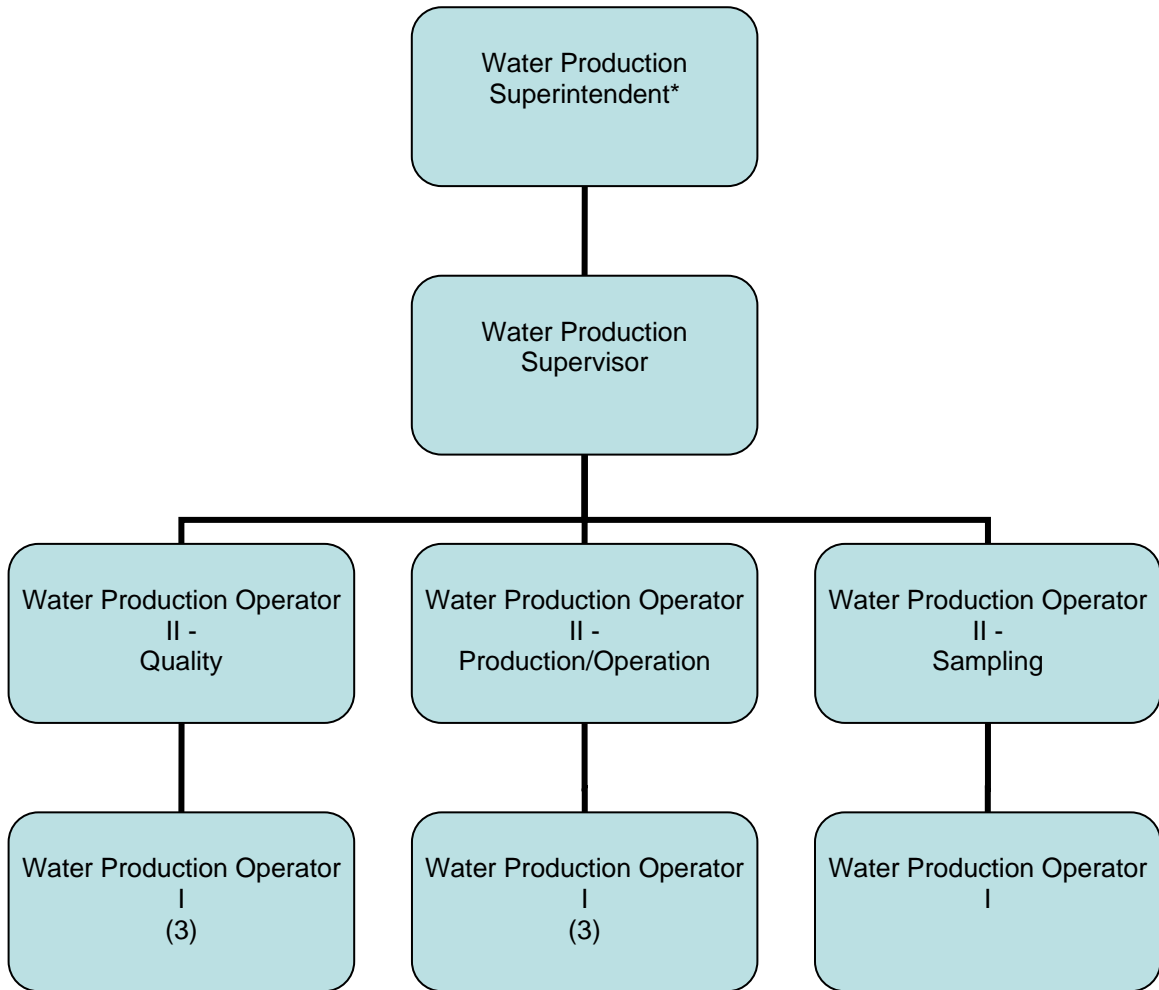 Water Production
Superintendent*
Water Production
Supervisor
Water Production Operator
II -
Quality
Water Production Operator
II -
Production/Operation
Water Production Operator
II -
Sampling
Water Production Operator
I
(3)
Water Production Operator
I
(3)
Water Production Operator
I